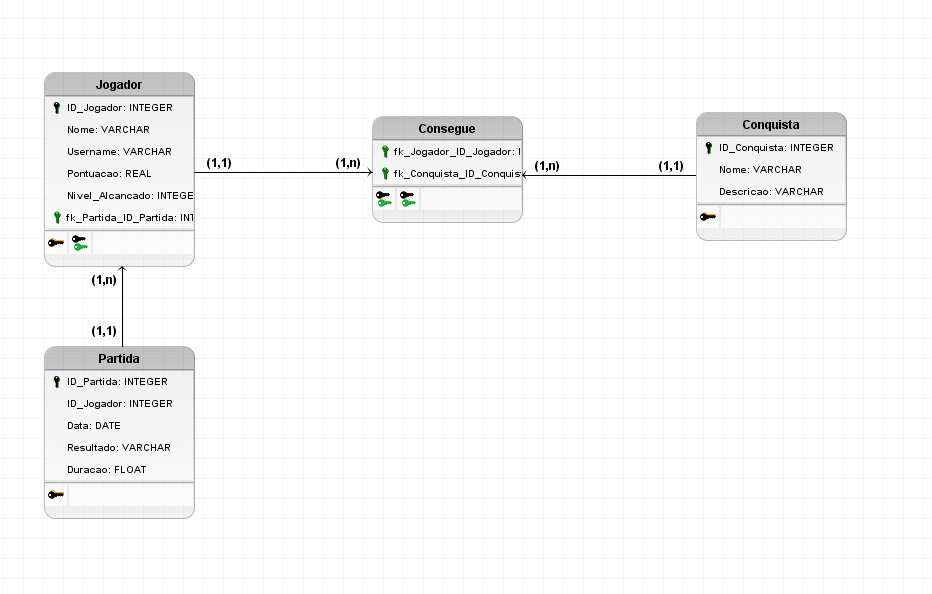 Jogador
ID_Jogador: INTEGER
Nome: VARCHAR
Username: VARCHAR
Pontuacao: REAL
Nivel_Alcancado: INTEGE
fk_Partida_ID_Partida: INT
(1,1)
(1,n)
Consegue
fk_Jogador_ID_Jogador: I
fk_Conquista_ID_Conquis
(1,n)
(1,1)
Conquista
ID_Conquista: INTEGER
Nome: VARCHAR
Descricao: VARCHAR
(1,n)
(1,1)
Partida
ID_Partida: INTEGER
ID_Jogador: INTEGER
Data: DATE
Resultado: VARCHAR
Duracao: FLOAT